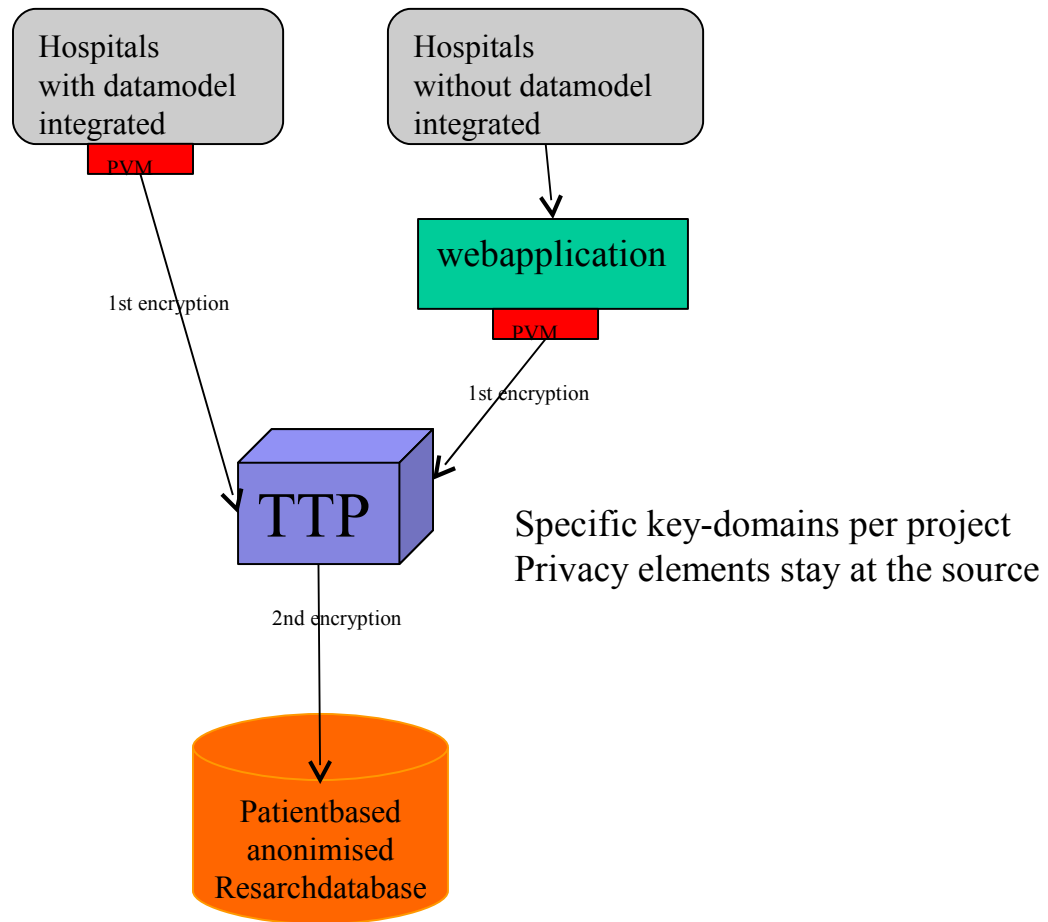 Hospitals
with datamodel
integrated
PVM
Hospitals
without datamodel
integrated
webapplication
PVM
1st encryption
1st encryption
TTP
Specific key-domains per project
Privacy elements stay at the source
2nd encryption
Patientbased
anonimised
Resarchdatabase